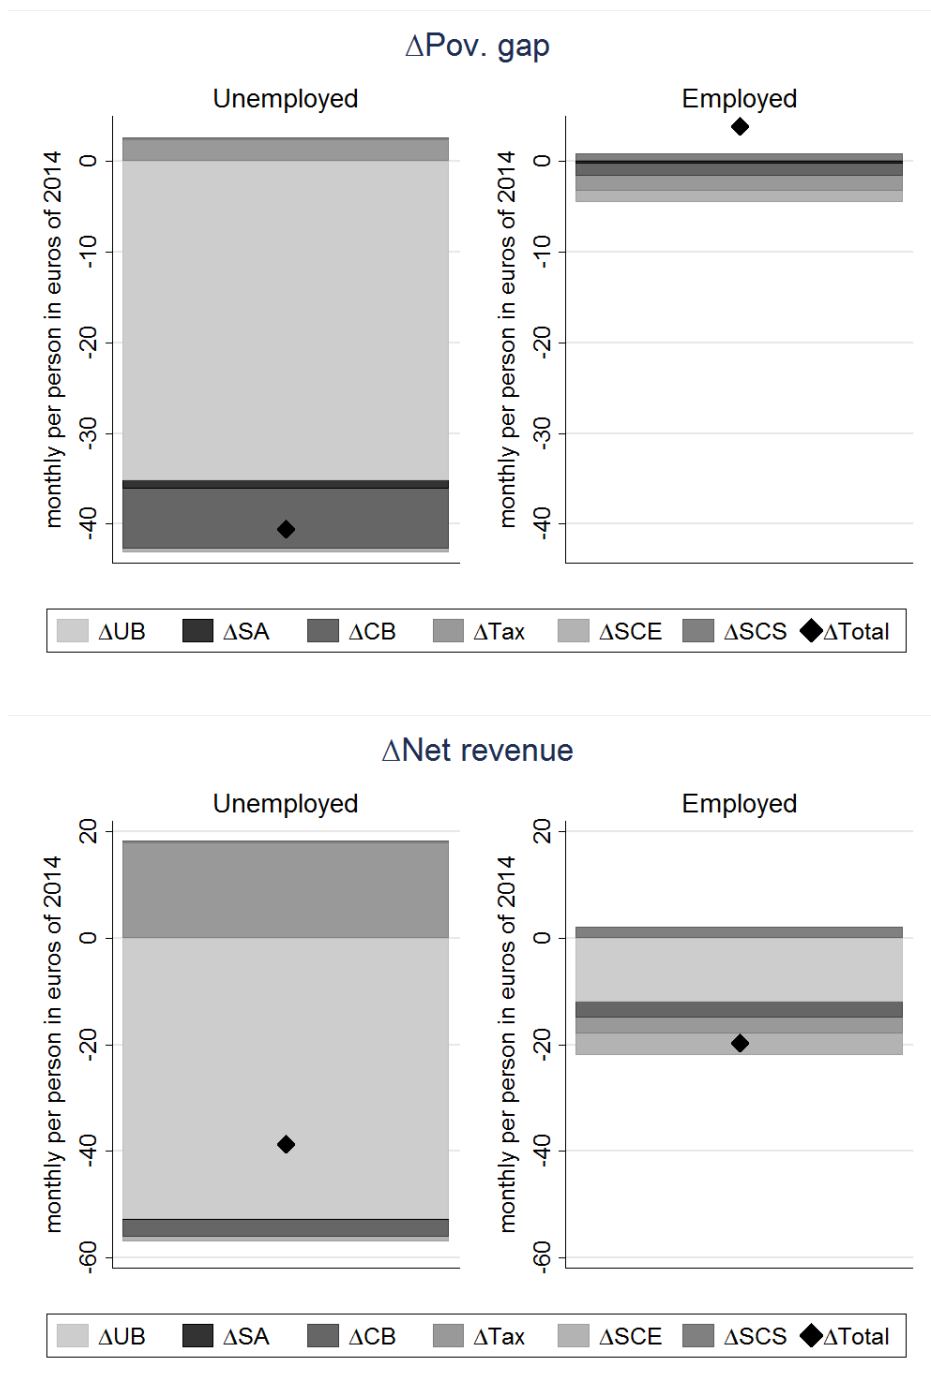 ΔPov. gap
Unemployed
Employed
monthly per person in euros of 2014
0
-10
-20
-30
-40
monthly per person in euros of 2014
0
-10
-20
-30
-40
ΔUB ΔSA ΔCB ΔTax ΔSCE ΔSCS ΔTotal
ΔNet revenue
Unemployed
Employed
monthly per person in euros of 2014
20
0
-20
-40
-60
monthly per person in euros of 2014
20
0
-20
-40
-60
ΔUB ΔSA ΔCB ΔTax ΔSCE ΔSCS ΔTotal